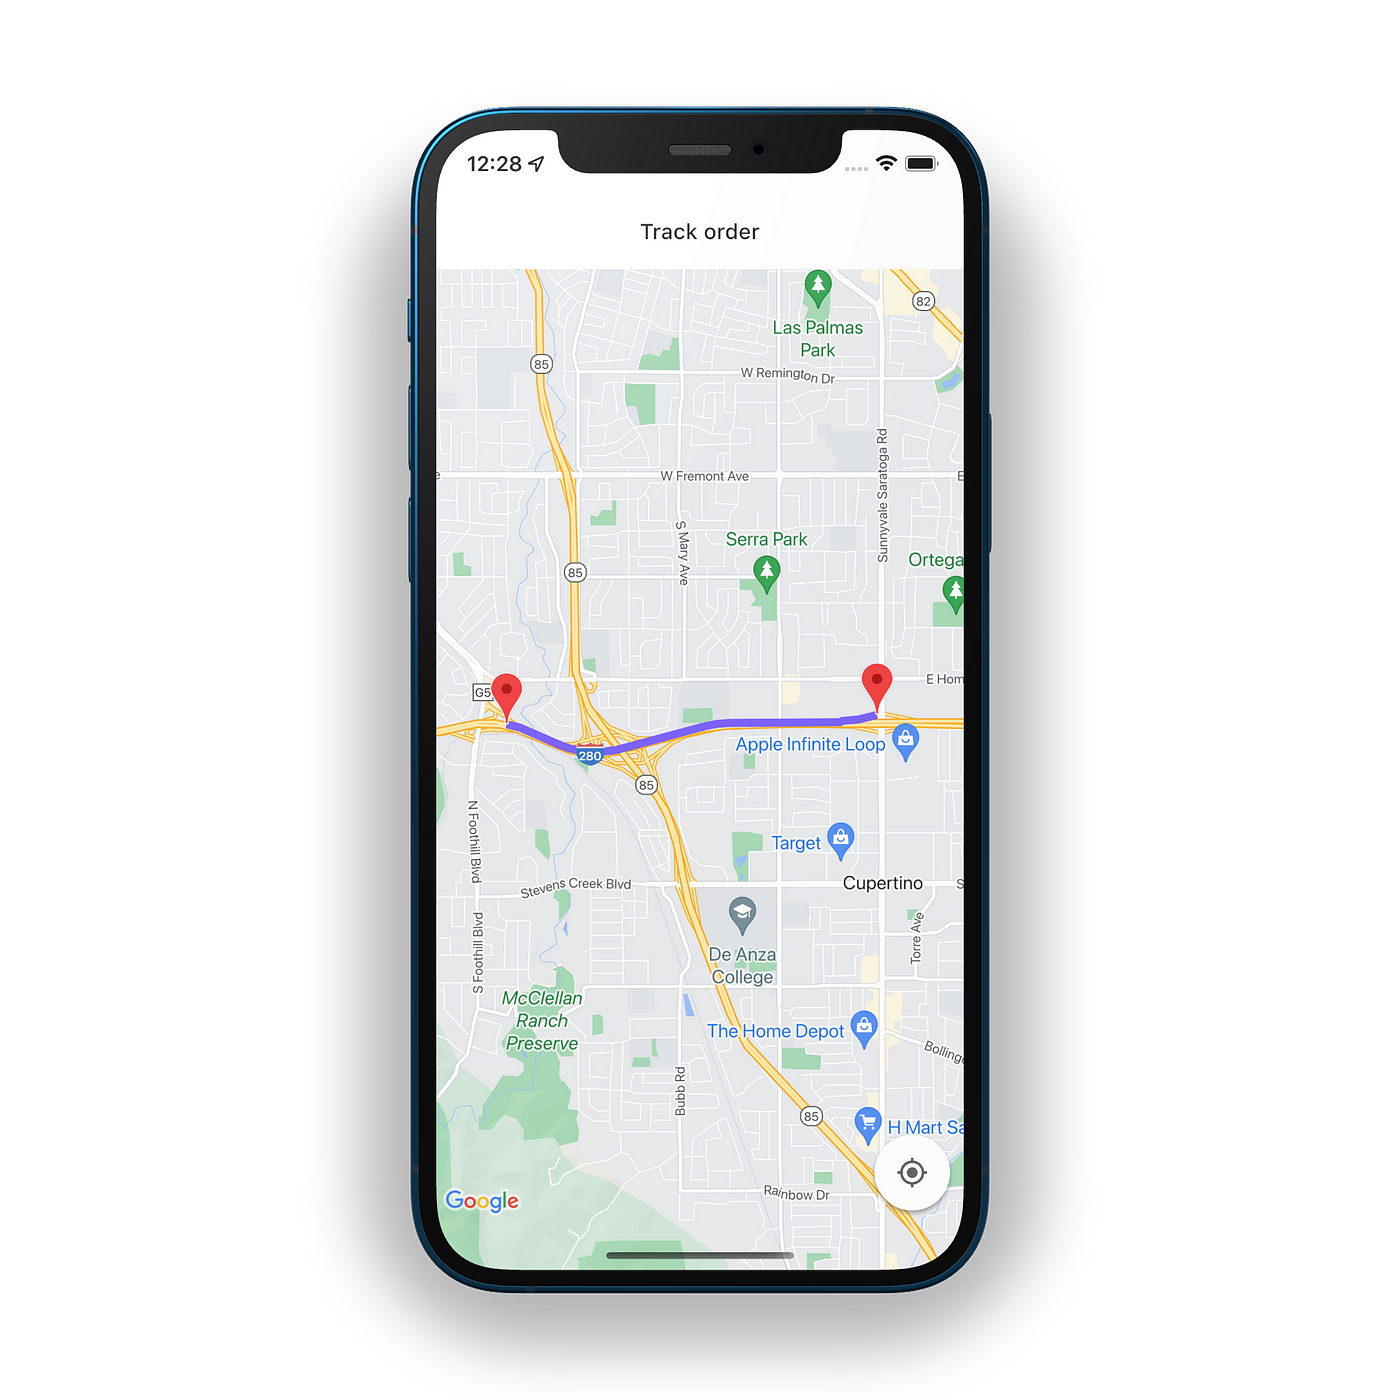 12:28
Track order
Las Palmas
Park
82
85
W Remington Dr
Sunnyvale Saratoga Rd
W Fremont Ave
S Mary Ave
Serra Park
Ortega
85
G5
E Hom
Apple Infinite Loop
280
85
N Foothill Blvd
Target
Cupertino
Stevens Creek Blvd
S
S Foothill Blvd
Torre Ave
De Anza
College
McClellan
Ranch
Preserve
The Home Depot
Bollinge
Bubb Rd
85
H Mart Sa
Rainbow Dr
Google